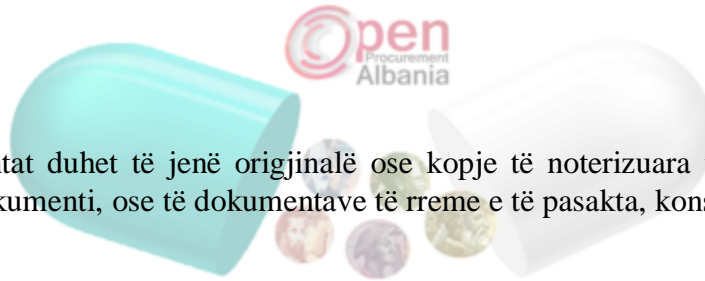 Open
Procurement
Albania
ntat duhet të jenë origjinalë ose kopje të noterizuara
kumenti, ose të dokumentave të rreme e të pasakta, kons